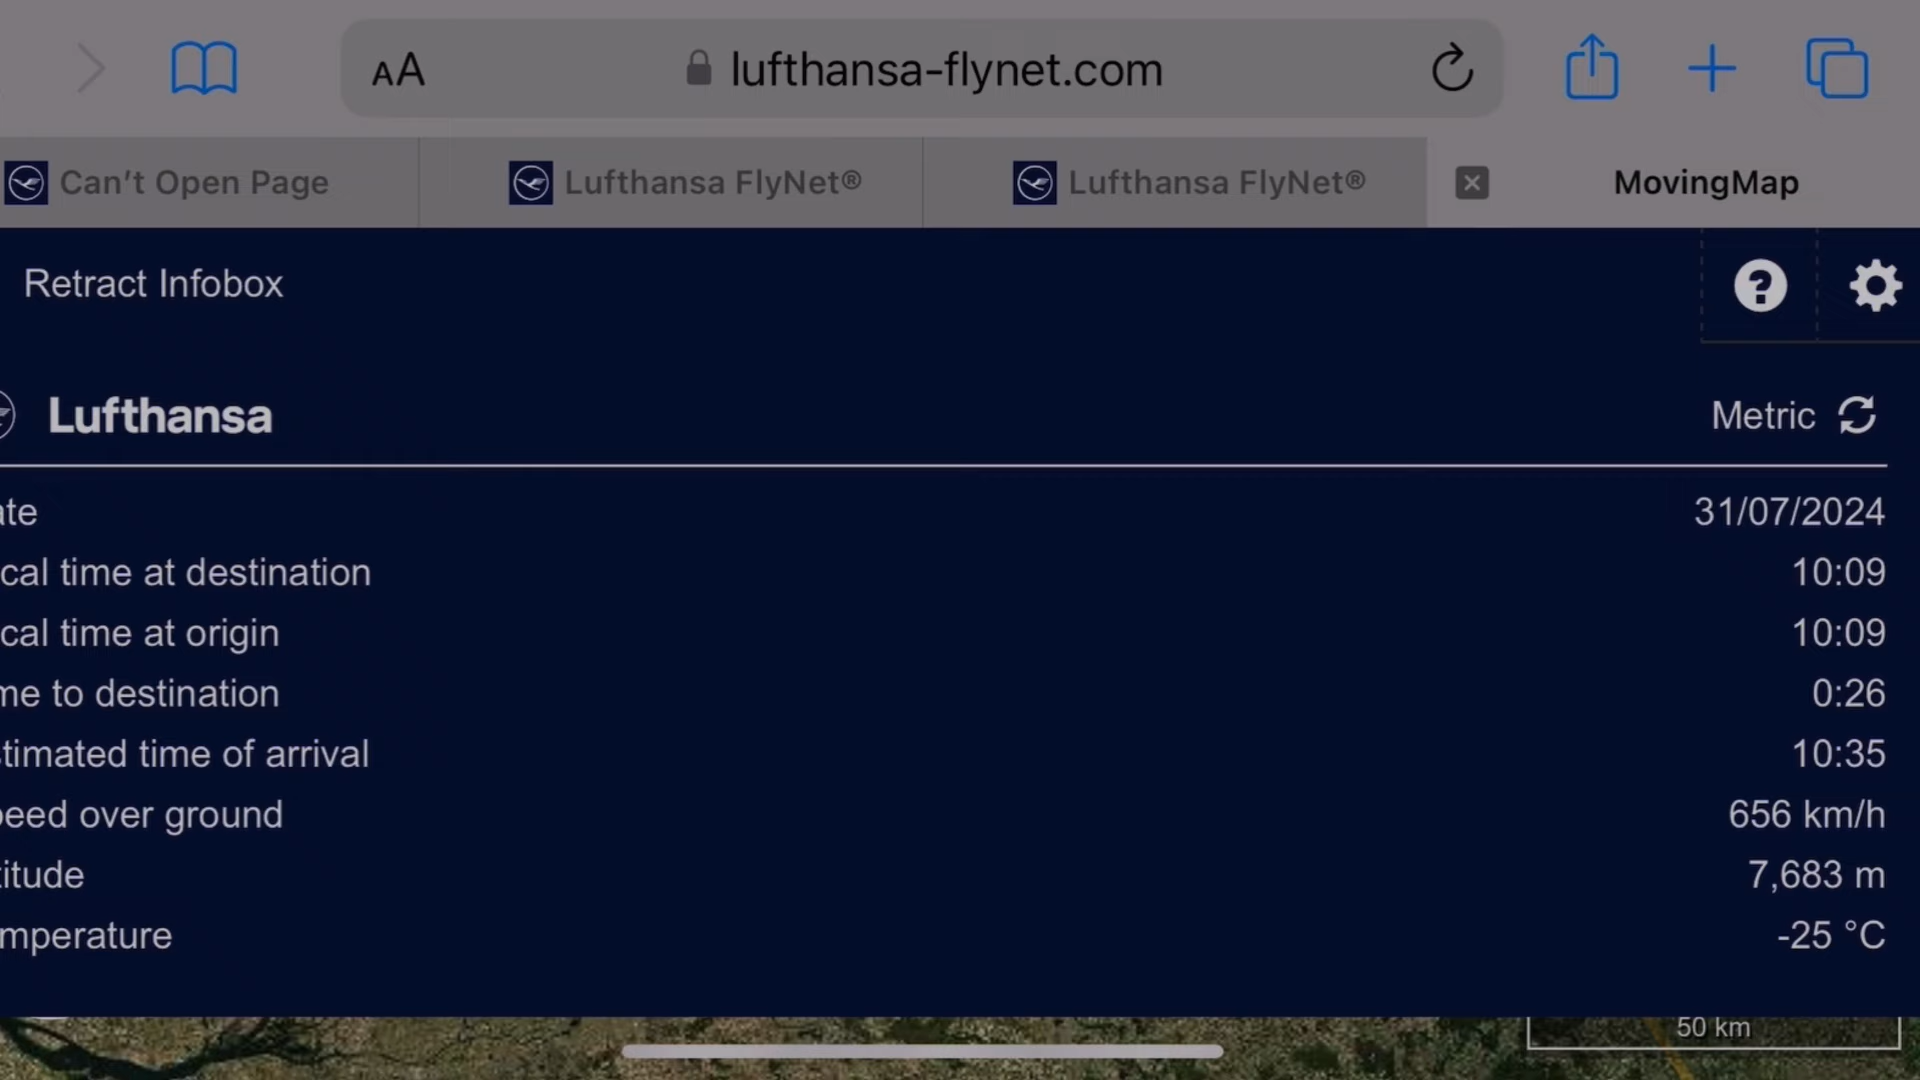 AA lufthansa-flynet.com
Can't Open Page Lufthansa FlyNet® Lufthansa FlyNet® MovingMap
Retract Infobox ?
Lufthansa Metric
ate 31/07/2024
cal time at destination 10:09
cal time at origin 10:09
me to destination 0:26
timated time of arrival 10:35
eed over ground 656 km/h
itude 7,683 m
mperature -25 °C
50 km